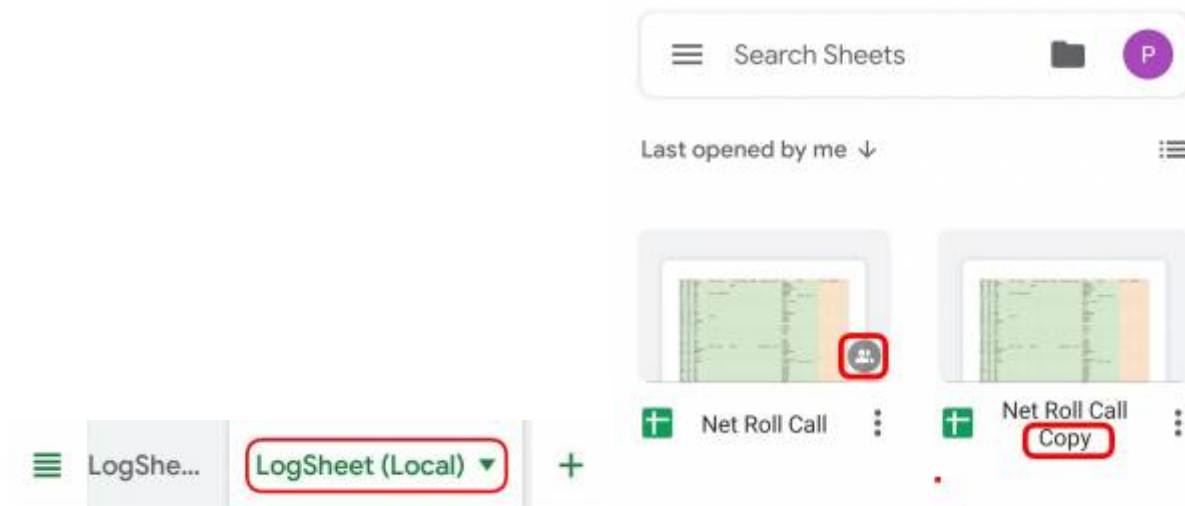 Search Sheets
P
Last opened by me ↓
Net Roll Call
Net Roll Call
Copy
LogShe...
LogSheet (Local)